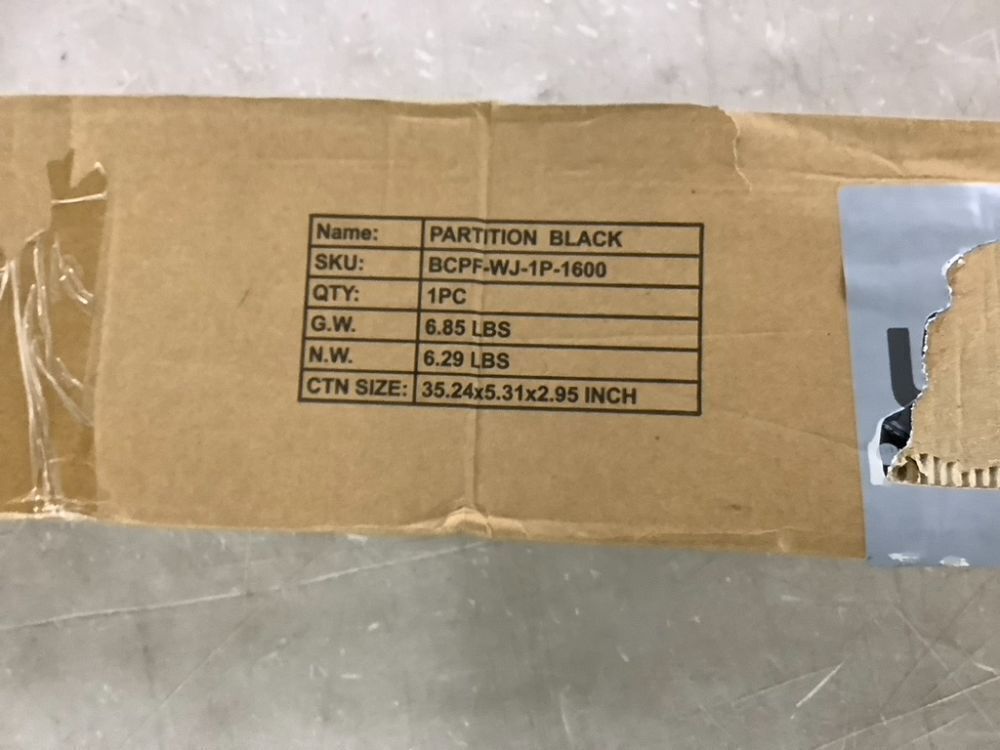 Name: PARTITION BLACK
SKU: BCPF-WJ-1P-1600
QTY: 1PC
G.W. 6.85 LBS
N.W. 6.29 LBS
CTN SIZE: 35.24x5.31x2.95 INCH